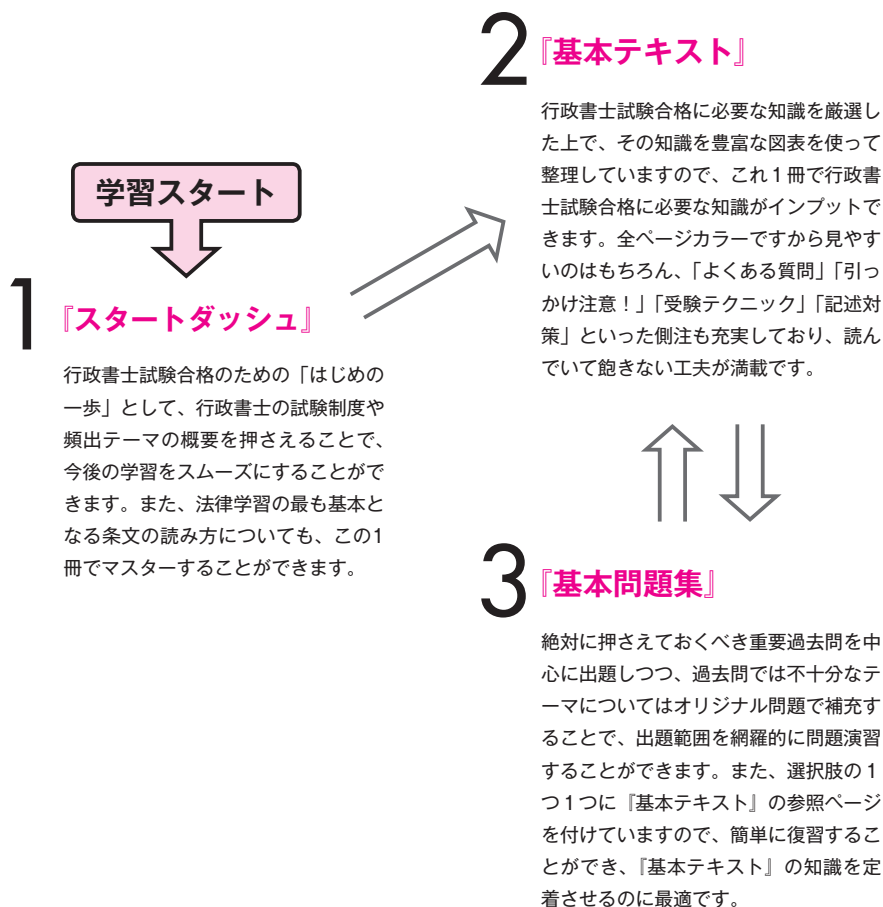 学習スタート
1
『スタートダッシュ』
行政書士試験合格のための「はじめの
一歩」として、行政書士の試験制度や
頻出テーマの概要を押さえることで、
今後の学習をスムーズにすることがで
きます。また、法律学習の最も基本と
なる条文の読み方についても、この1
冊でマスターすることができます。
2
『基本テキスト』
行政書士試験合格に必要な知識を厳選し
た上で、その知識を豊富な図表を使って
整理していますので、これ1冊で行政書
士試験合格に必要な知識がインプットで
きます。全ページカラーですから見やす
いのはもちろん、「よくある質問」「引っ
かけ注意！」「受験テクニック」「記述対
策」といった側注も充実しており、読ん
でいて飽きない工夫が満載です。
3
『基本問題集』
絶対に押さえておくべき重要過去問を中
心に出題しつつ、過去問では不十分なテ
ーマについてはオリジナル問題で補充す
ることで、出題範囲を網羅的に問題演習
することができます。また、選択肢の1
つ1つに『基本テキスト』の参照ページ
を付けていますので、簡単に復習するこ
とができ、『基本テキスト』の知識を定
着させるのに最適です。